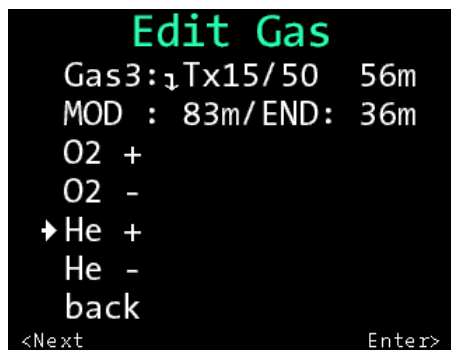 Edit Gas
Gas3:↴Tx15/50 56m
MOD : 83m/END: 36m
O2 +
O2 -
He +
He -
back
<Next Enter>